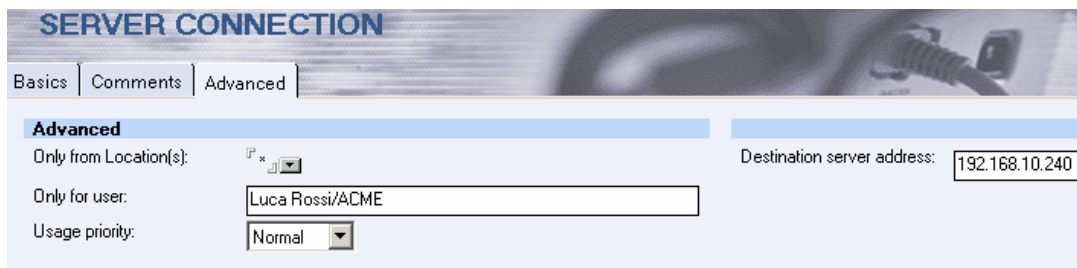 SERVER CONNECTION
Basics Comments Advanced
Advanced
Only from Location(s): * Destination server address: 192.168.10.240
Only for user: Luca Rossi/ACME
Usage priority: Normal